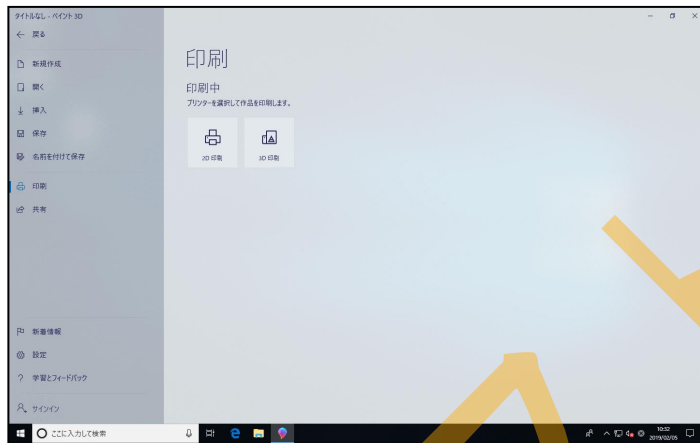 タイトルなし - ペイント 3D
戻る
新規作成
開く
挿入
保存
名前を付けて保存
印刷
共有
新着情報
設定
学習とフィードバック
サインイン
印刷
印刷中
プリンターを選択して作品を印刷します。
2D 印刷
3D 印刷
ここに入力して検索
10:32
2019/02/05